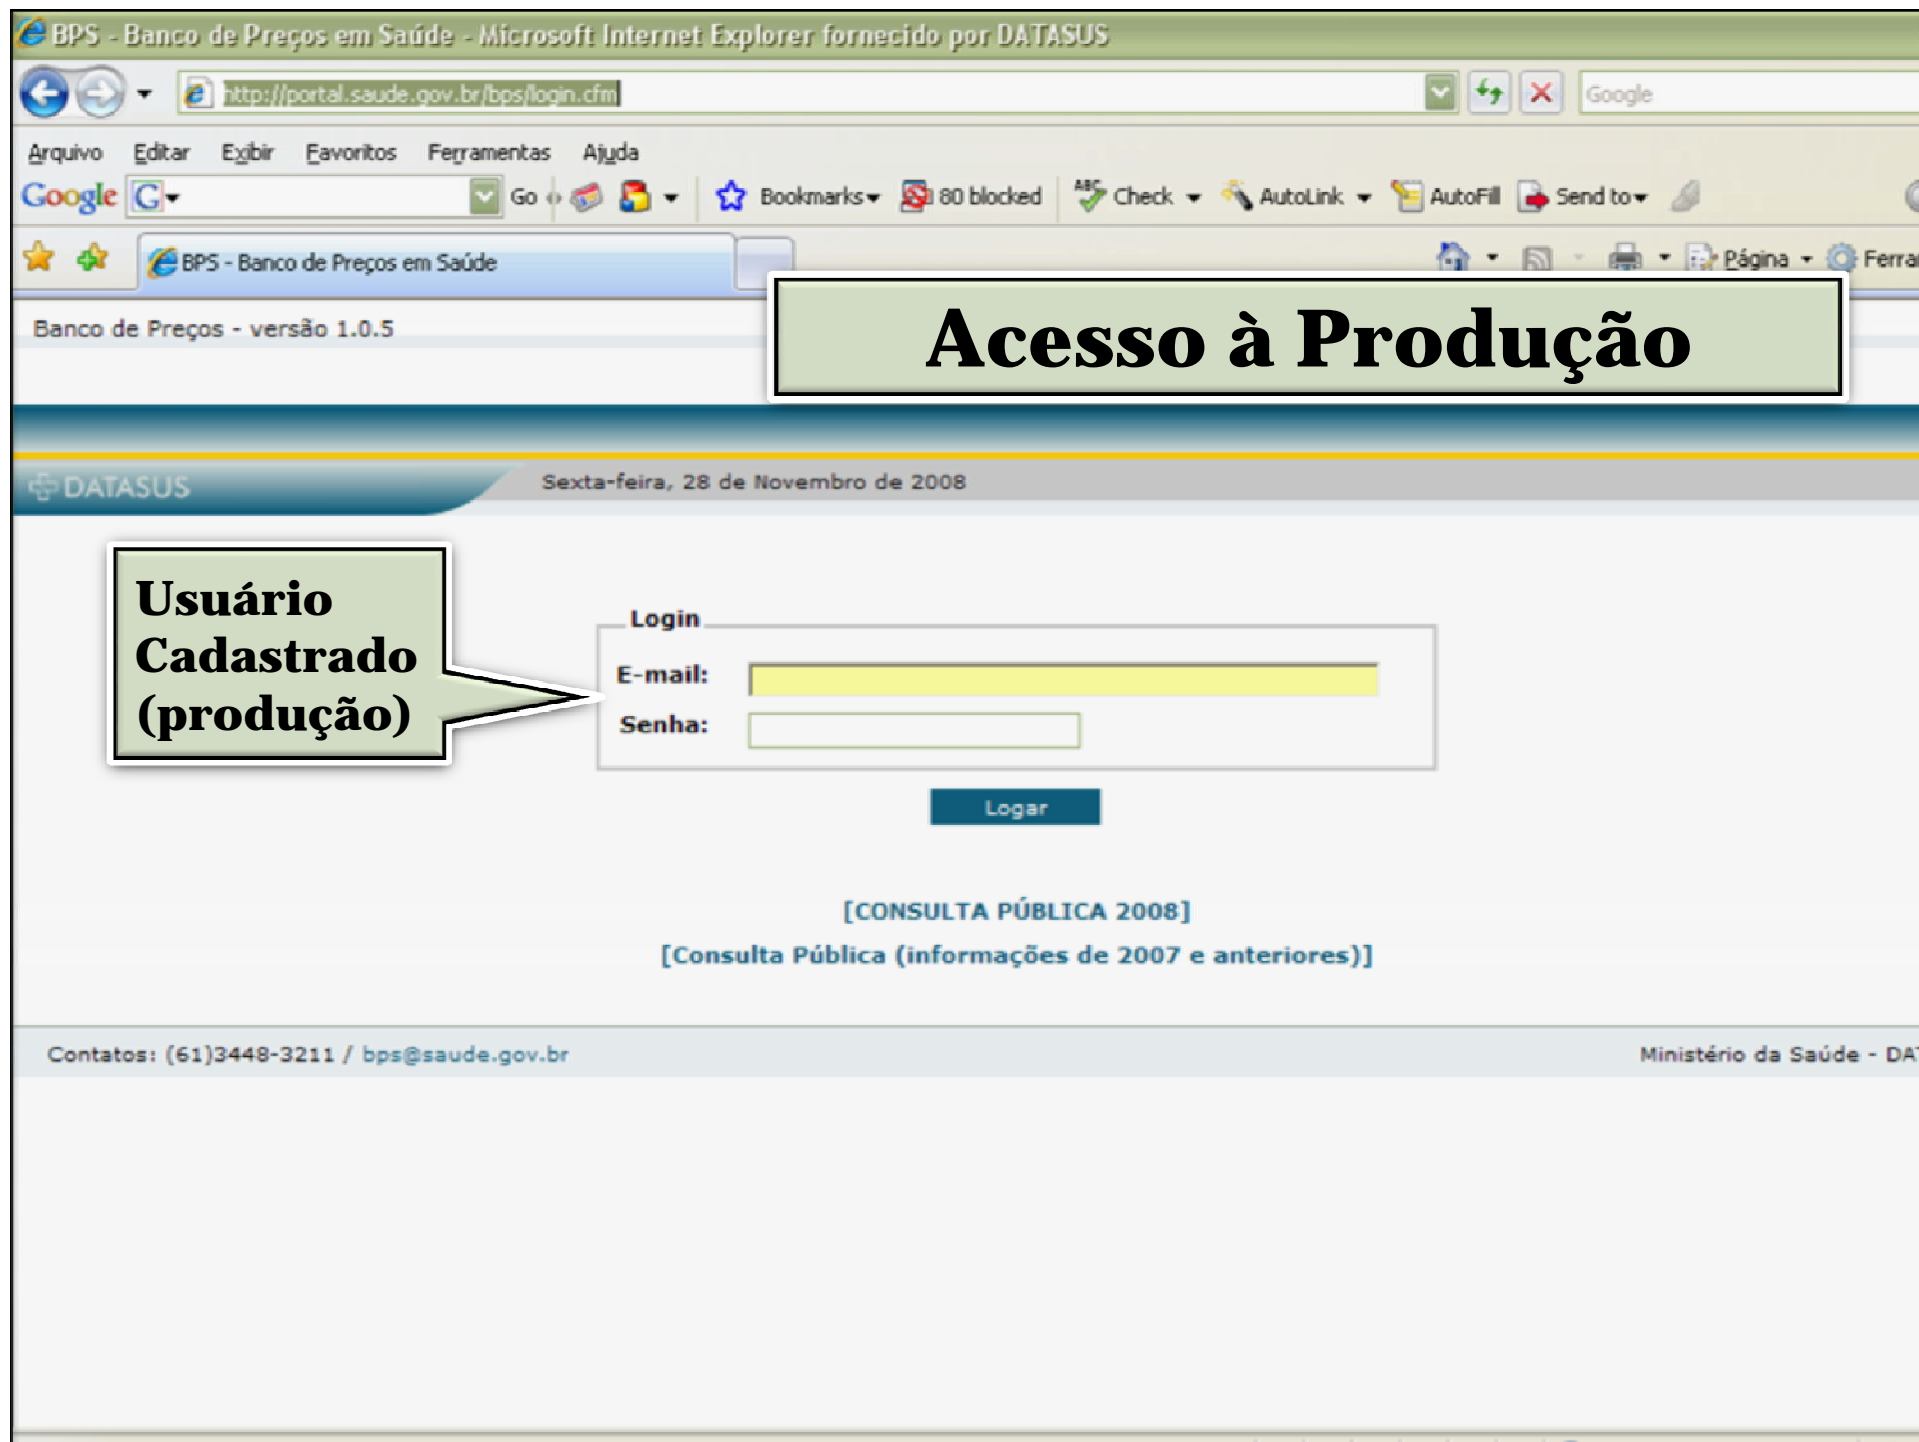 BPS - Banco de Preços em Saúde - Microsoft Internet Explorer fornecido por DATASUS
http://portal.saude.gov.br/bps/login.cfm
Google
Arquivo Editar Exibir Favoritos Ferramentas Ajuda
Google G Go Bookmarks 80 blocked ABC Check AutoLink AutoFill Send to
BPS - Banco de Preços em Saúde
Página Ferra
Banco de Preços - versão 1.0.5
Acesso à Produção
DATASUS
Sexta-feira, 28 de Novembro de 2008
Usuário
Cadastrado
(produção)
Login
E-mail:
Senha:
Logar
[CONSULTA PÚBLICA 2008]
[Consulta Pública (informações de 2007 e anteriores)]
Contatos: (61)3448-3211 / bps@saude.gov.br
Ministério da Saúde - DAT